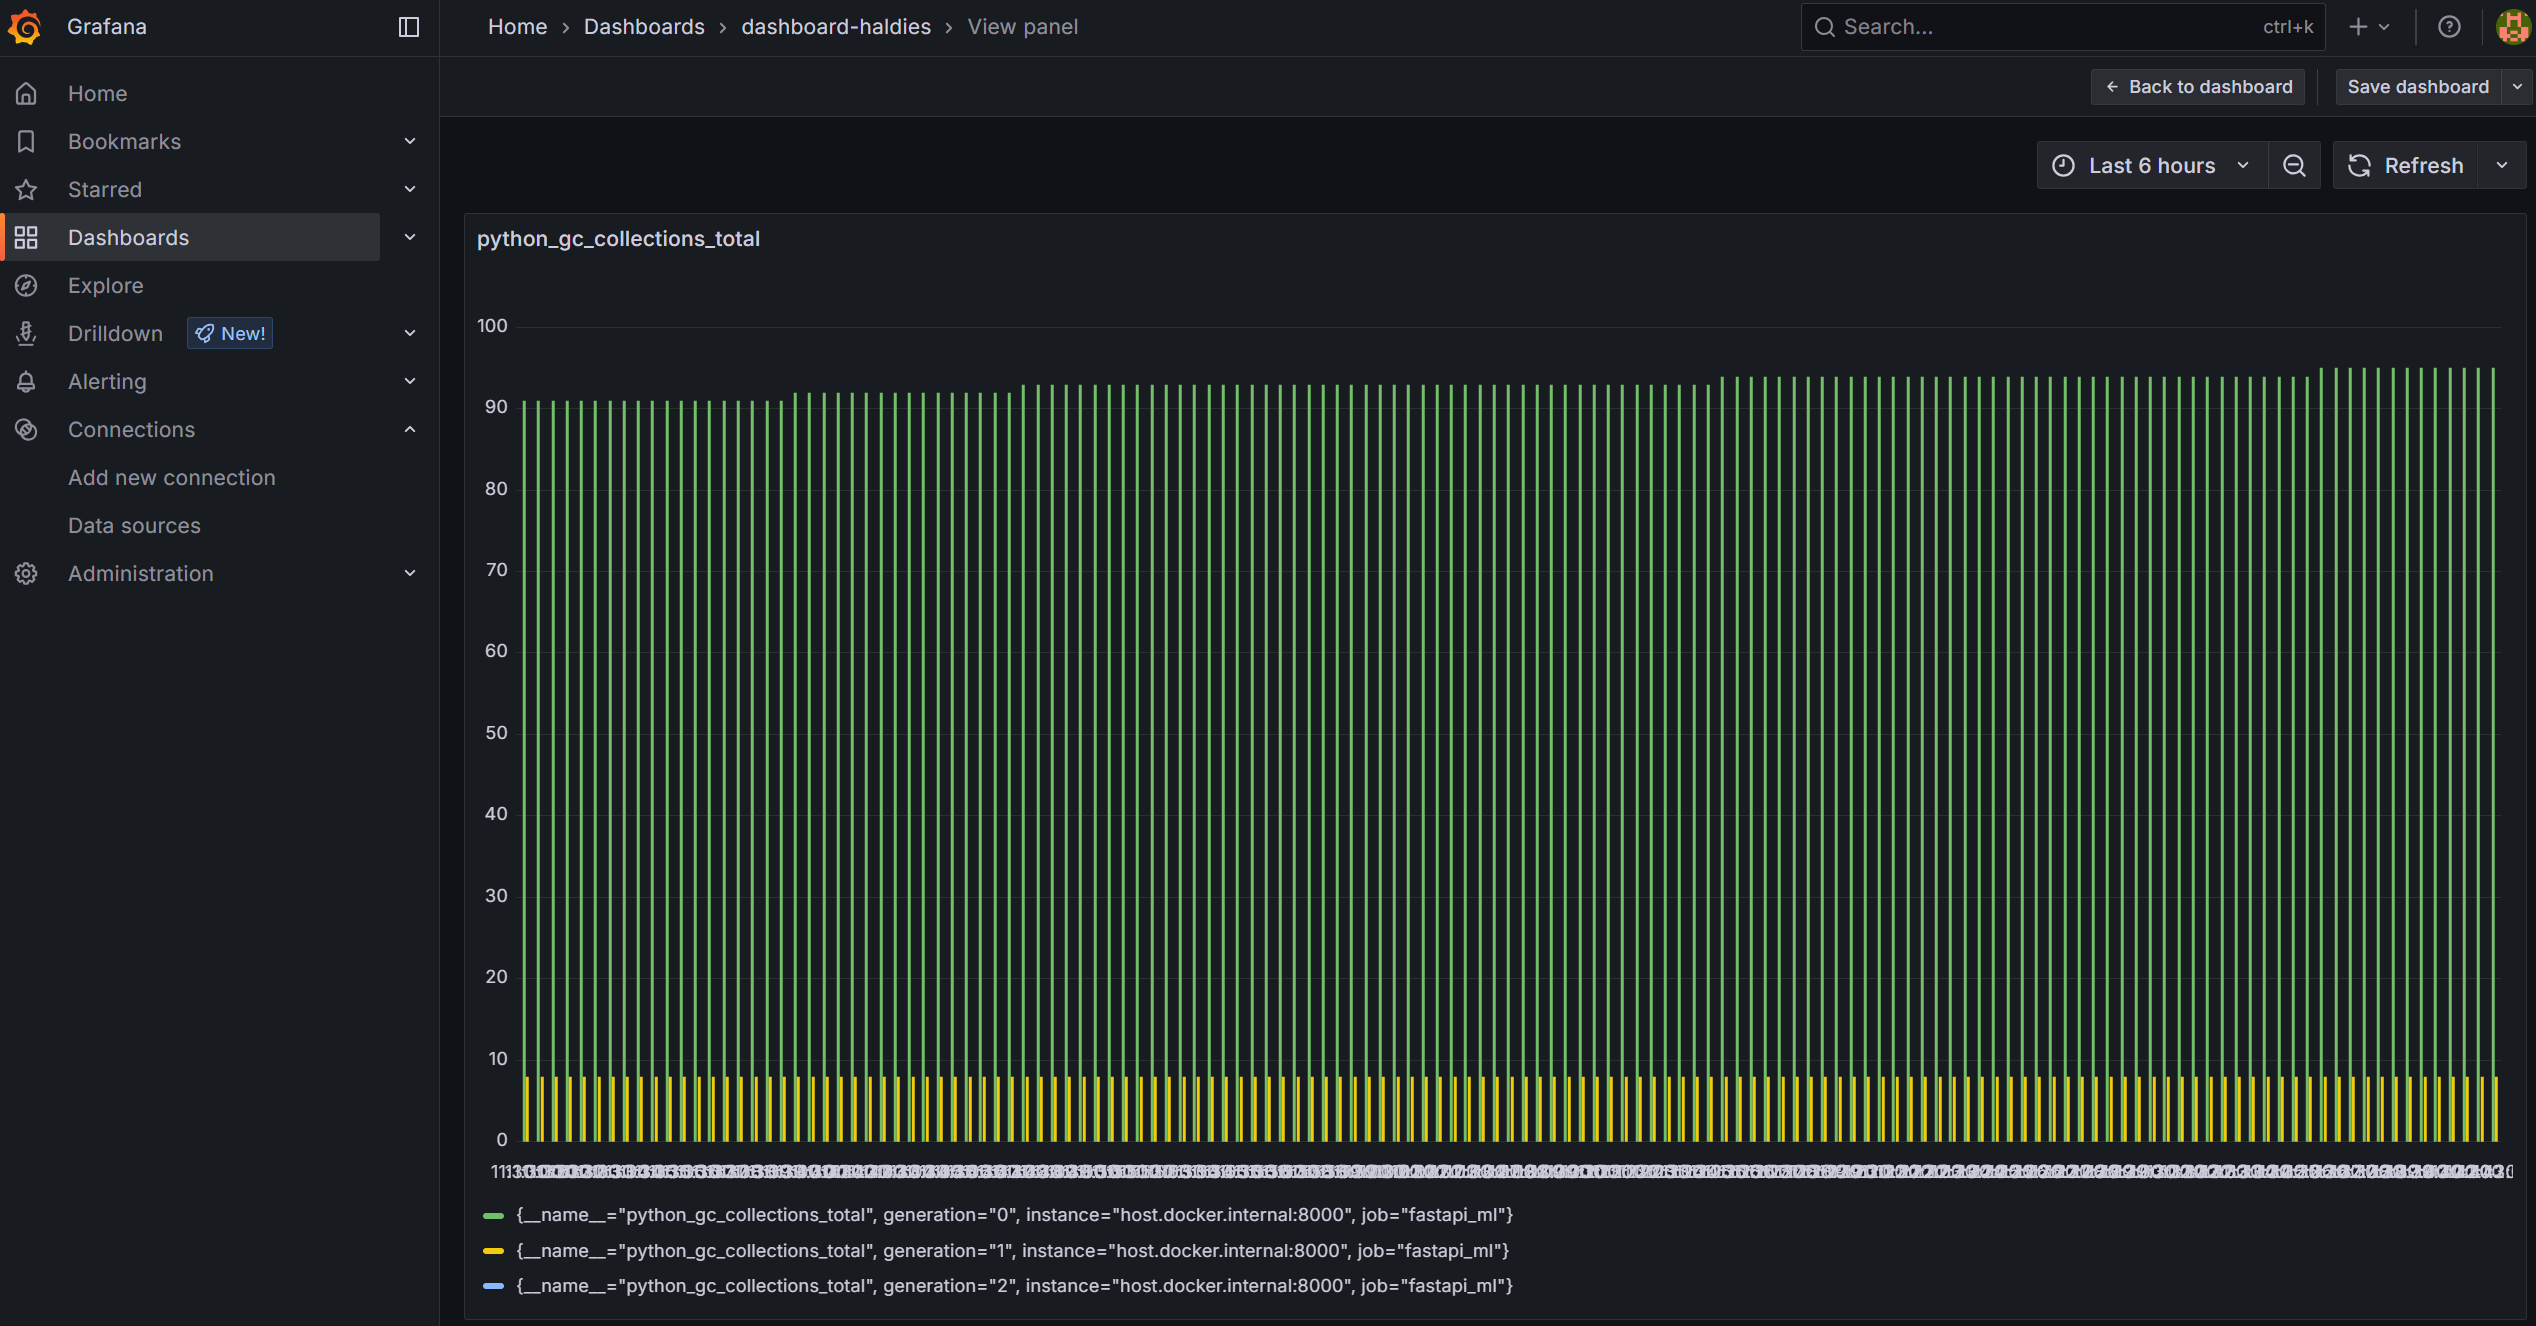 Grafana
Home
Bookmarks
Starred
Dashboards
Explore
Drilldown New!
Alerting
Connections
Add new connection
Data sources
Administration
Home › Dashboards › dashboard-haldies › View panel
Search... ctrl+k
Back to dashboard
Save dashboard
Last 6 hours
Refresh
python_gc_collections_total
100
90
80
70
60
50
40
30
20
10
0
{__name__="python_gc_collections_total", generation="0", instance="host.docker.internal:8000", job="fastapi_ml"}
{__name__="python_gc_collections_total", generation="1", instance="host.docker.internal:8000", job="fastapi_ml"}
{__name__="python_gc_collections_total", generation="2", instance="host.docker.internal:8000", job="fastapi_ml"}